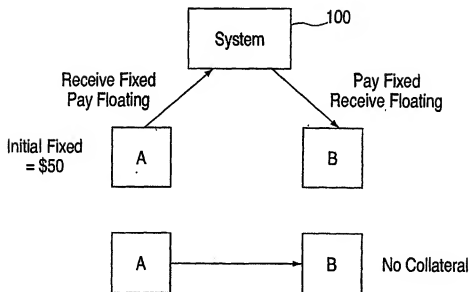 100
System
Receive Fixed
Pay Floating
Pay Fixed
Receive Floating
Initial Fixed
= $50
A
B
A
B
No Collateral